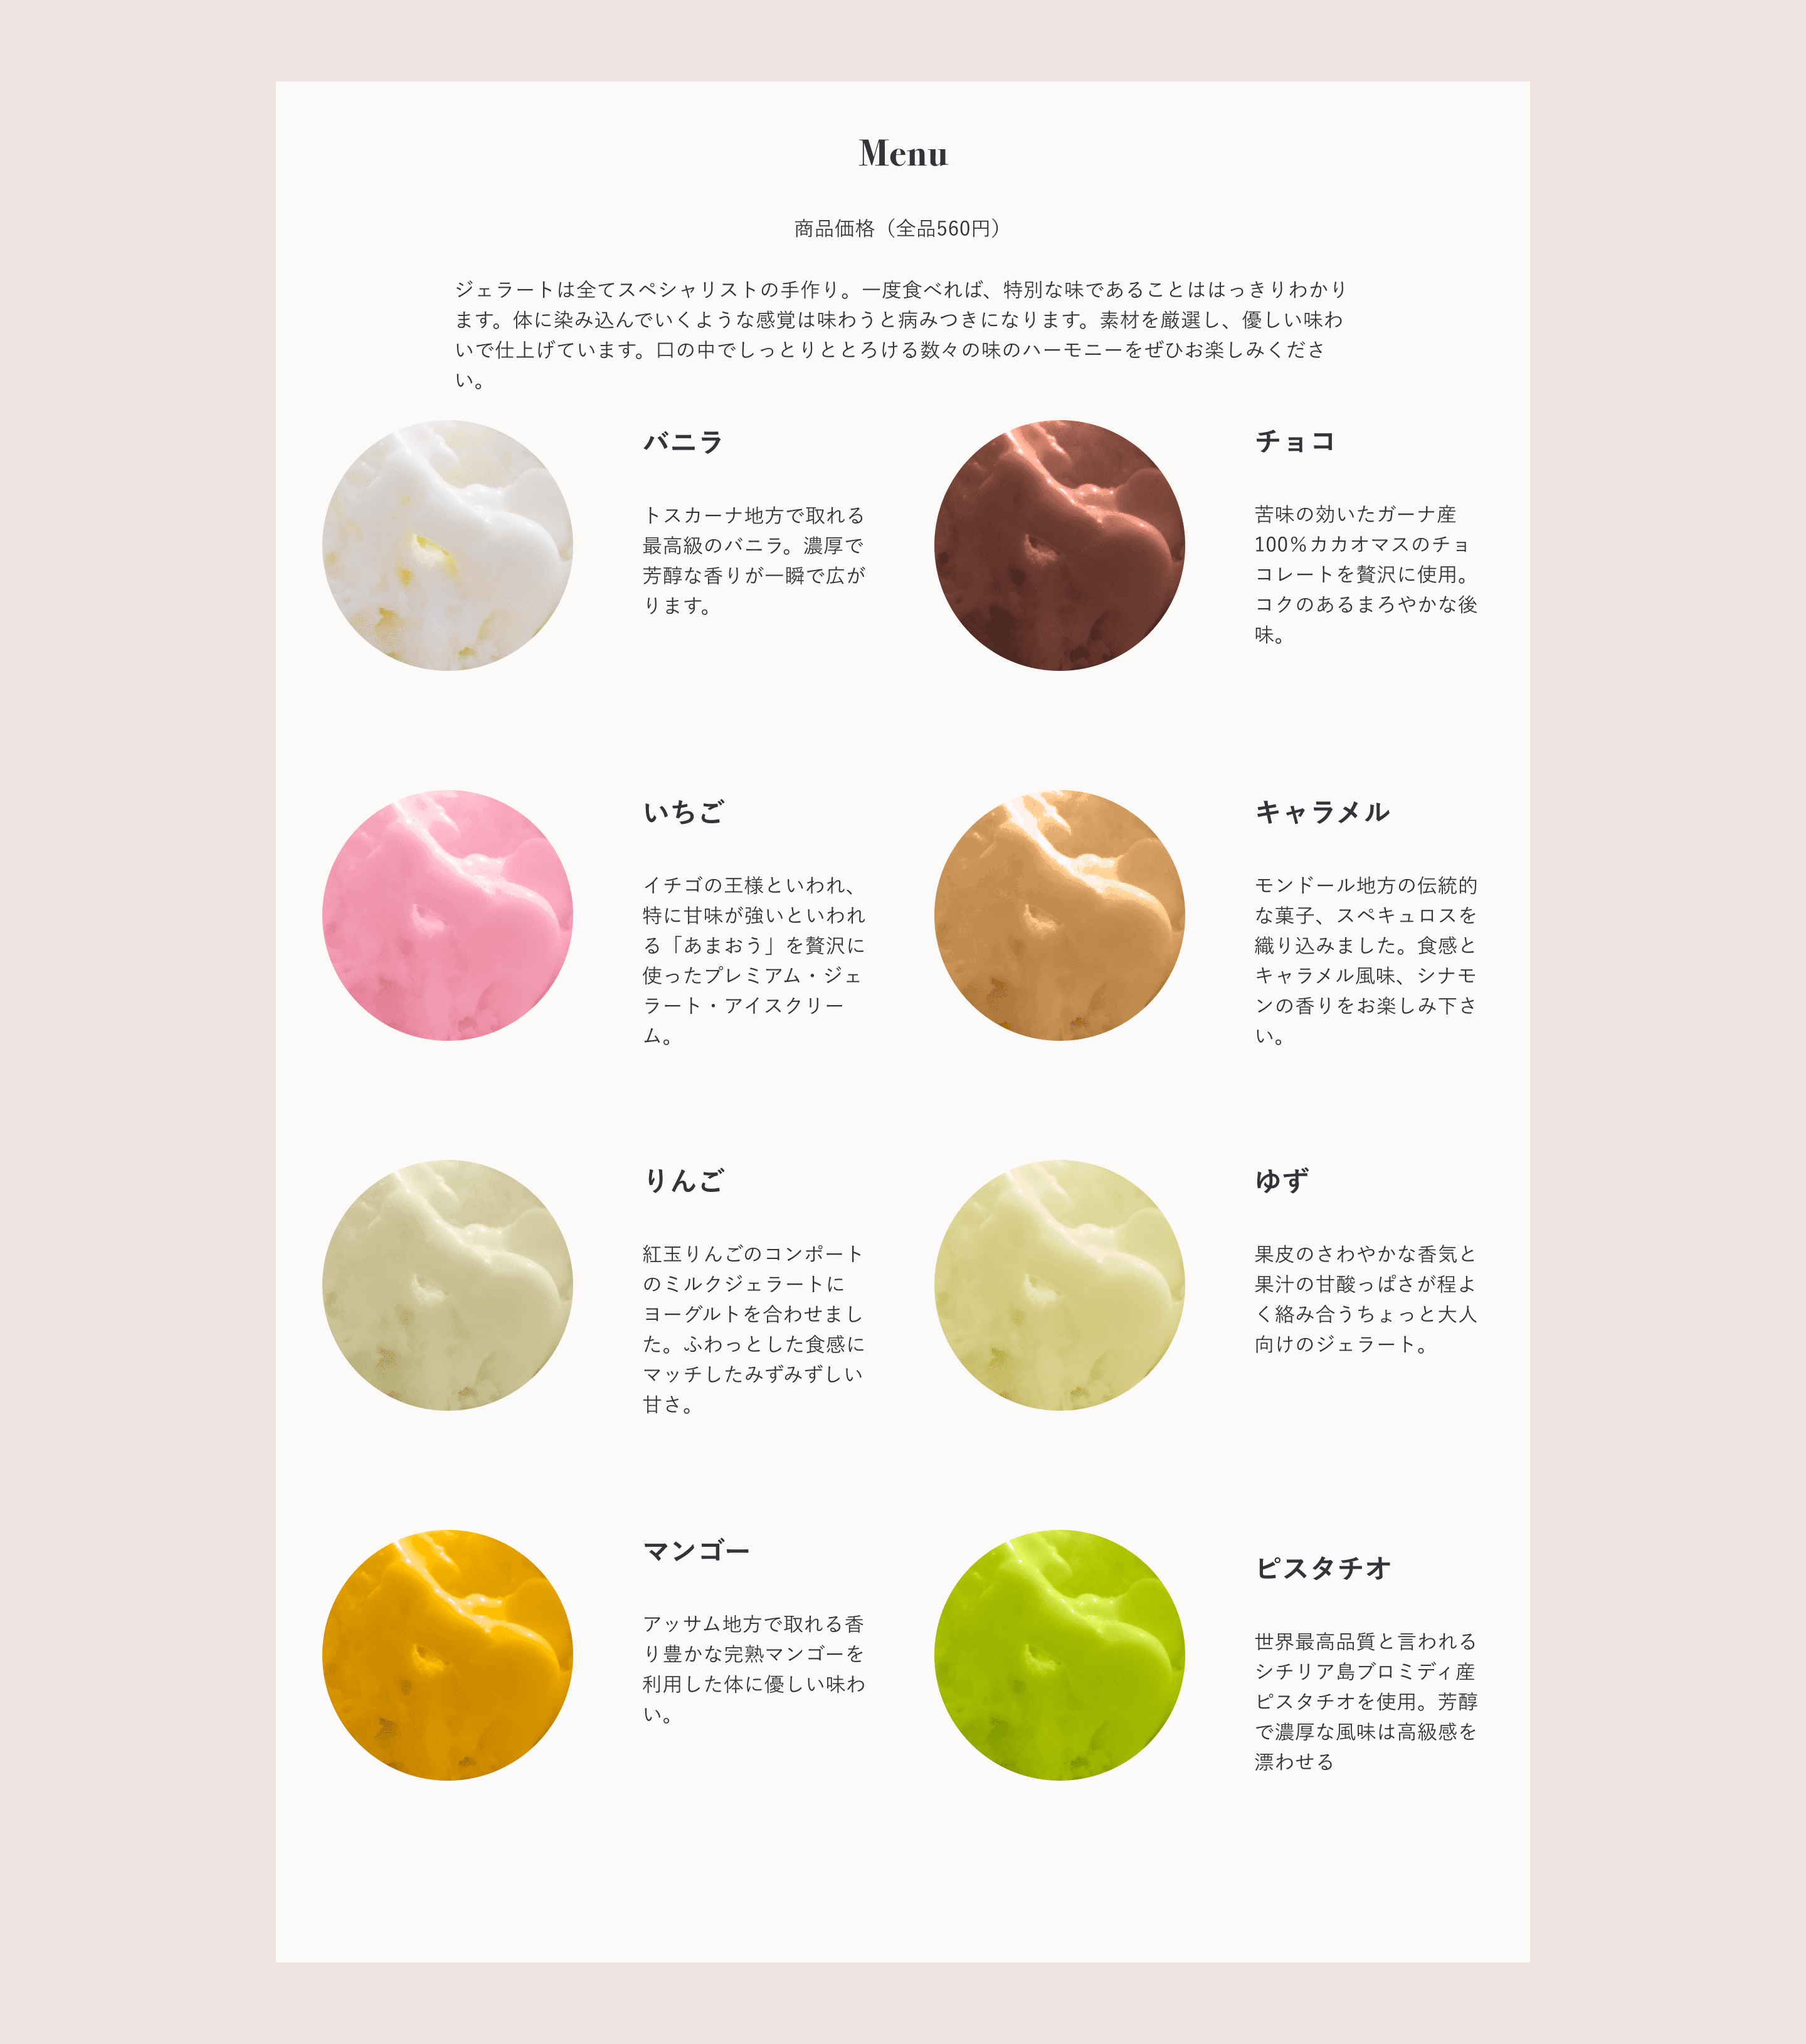 Menu
商品価格（全品560円）
ジェラートは全てスペシャリストの手作り。一度食べれば、特別な味であることははっきりわかり
ます。体に染み込んでいくような感覚は味わうと病みつきになります。素材を厳選し、優しい味わ
いで仕上げています。口の中でしっとりととろける数々の味のハーモニーをぜひお楽しみくださ
い。
バニラ
トスカーナ地方で取れる
最高級のバニラ。濃厚で
芳醇な香りが一瞬で広が
ります。
チョコ
苦味の効いたガーナ産
100％カカオマスのチョ
コレートを贅沢に使用。
コクのあるまろやかな後
味。
いちご
イチゴの王様といわれ、
特に甘味が強いといわれ
る「あまおう」を贅沢に
使ったプレミアム・ジェ
ラート・アイスクリー
ム。
キャラメル
モンドール地方の伝統的
な菓子、スペキュロスを
織り込みました。食感と
キャラメル風味、シナモ
ンの香りをお楽しみ下さ
い。
りんご
紅玉りんごのコンポート
のミルクジェラートに
ヨーグルトを合わせまし
た。ふわっとした食感に
マッチしたみずみずしい
甘さ。
ゆず
果皮のさわやかな香気と
果汁の甘酸っぱさが程よ
く絡み合うちょっと大人
向けのジェラート。
マンゴー
アッサム地方で取れる香
り豊かな完熟マンゴーを
利用した体に優しい味わ
い。
ピスタチオ
世界最高品質と言われる
シチリア島ブロミディ産
ピスタチオを使用。芳醇
で濃厚な風味は高級感を
漂わせる